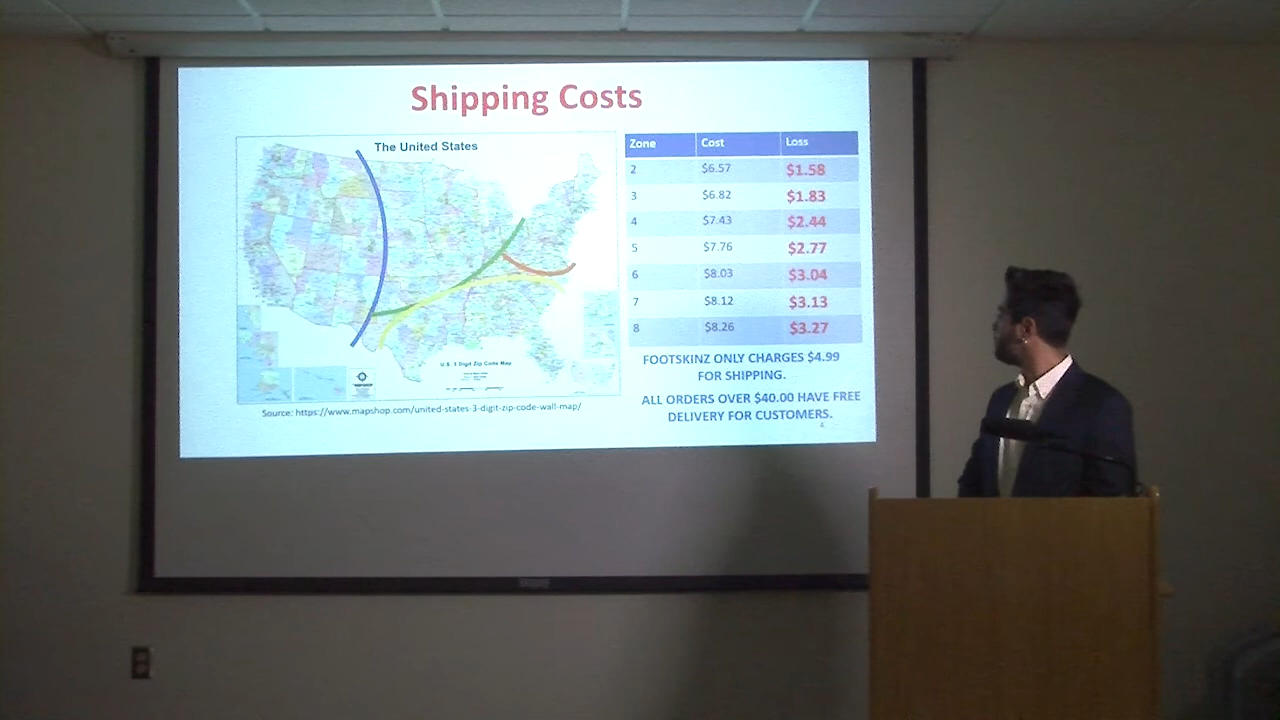 Shipping Costs
The United States
U.S. 3 Digit Zip Code Map
Source: https://www.mapshop.com/united-states-3-digit-zip-code-wall-map/
Zone Cost Loss
2 $6.57 $1.58
3 $6.82 $1.83
4 $7.43 $2.44
5 $7.76 $2.77
6 $8.03 $3.04
7 $8.12 $3.13
8 $8.26 $3.27
FOOTSKINZ ONLY CHARGES $4.99
FOR SHIPPING.
ALL ORDERS OVER $40.00 HAVE FREE
DELIVERY FOR CUSTOMERS.
4